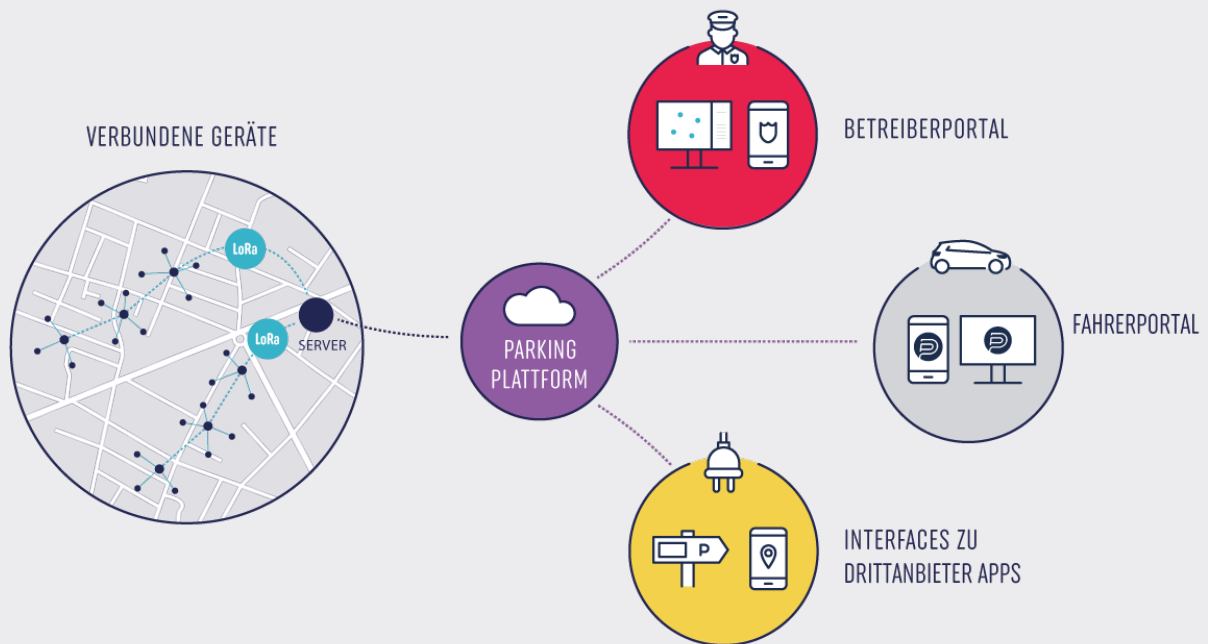 VERBUNDENE GERÄTE
LoRa
LoRa
SERVER
PARKING
PLATTFORM
BETREIBERPORTAL
FAHRERPORTAL
P
INTERFACES ZU
DRITTANBIETER APPS